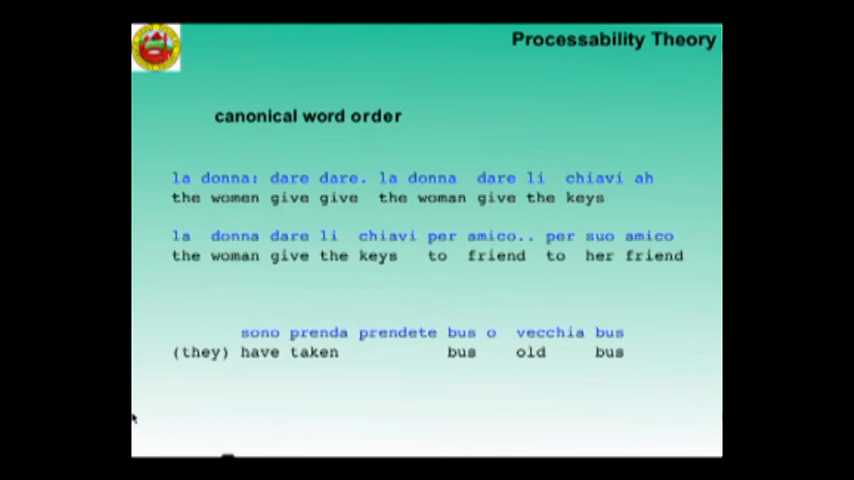 Processability Theory
canonical word order
la donna: dare dare. la donna dare li chiavi ah
the women give give the woman give the keys
la donna dare li chiavi per amico.. per suo amico
the woman give the keys to friend to her friend
sono prenda prendete bus o vecchia bus
(they) have taken bus old bus